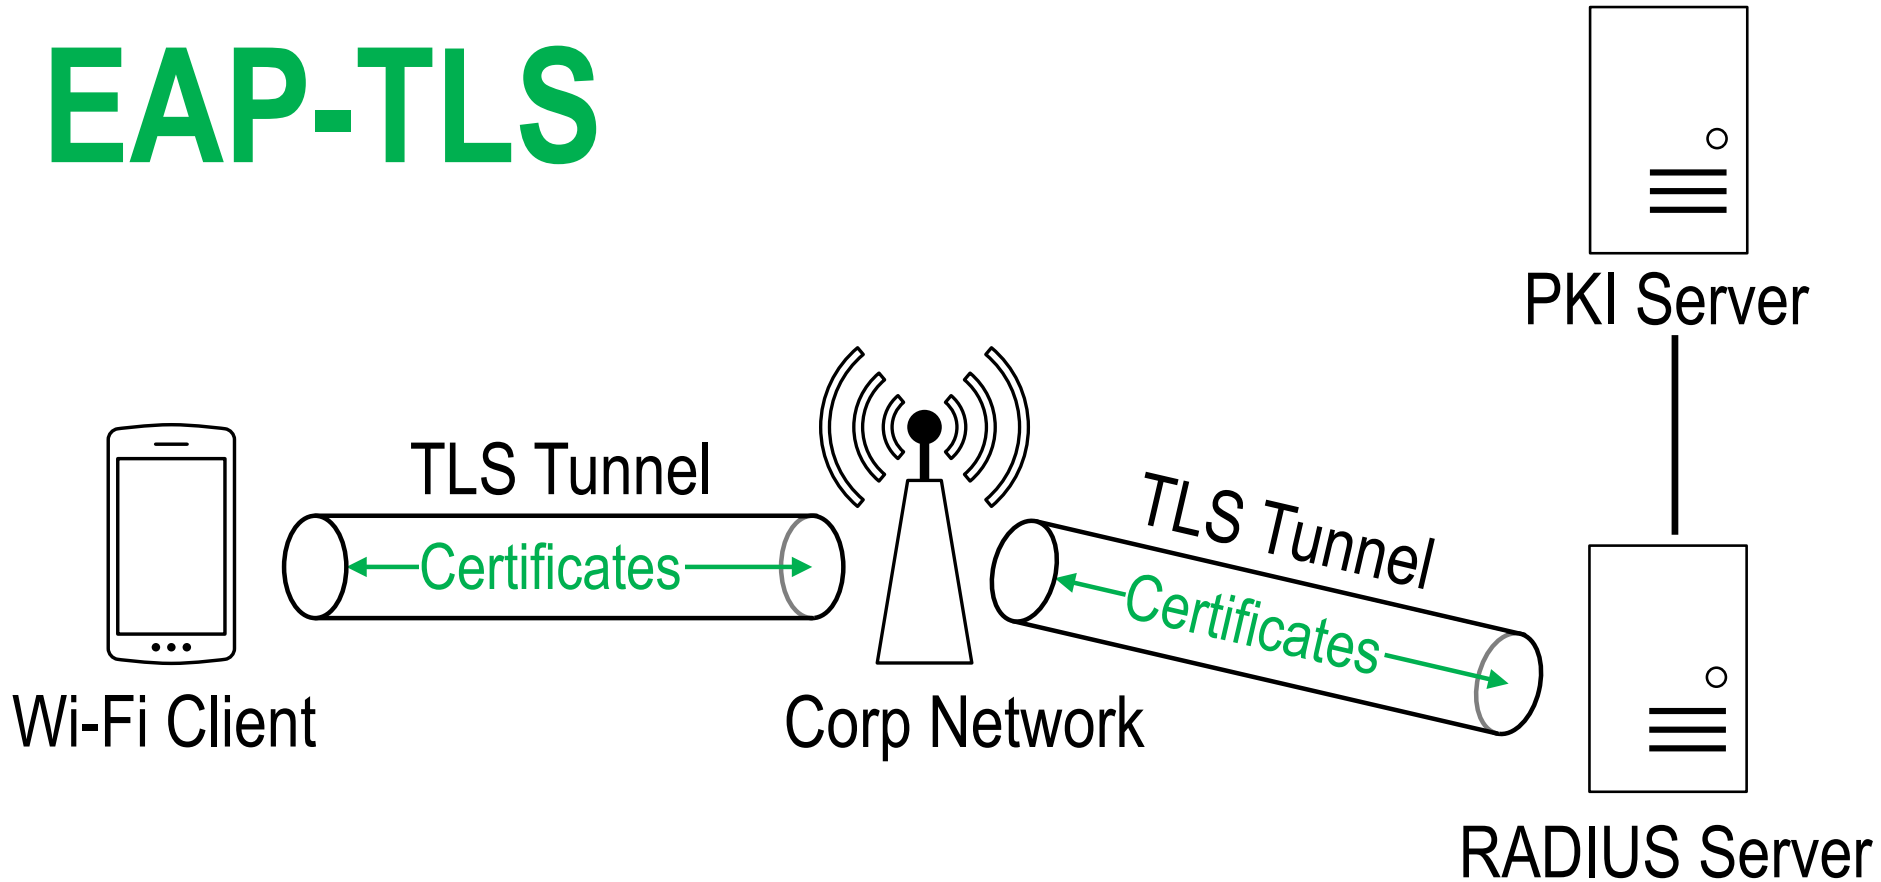 EAP-TLS
PKI Server
TLS Tunnel
Certificates
TLS Tunnel
Certificates
Wi-Fi Client
Corp Network
RADIUS Server